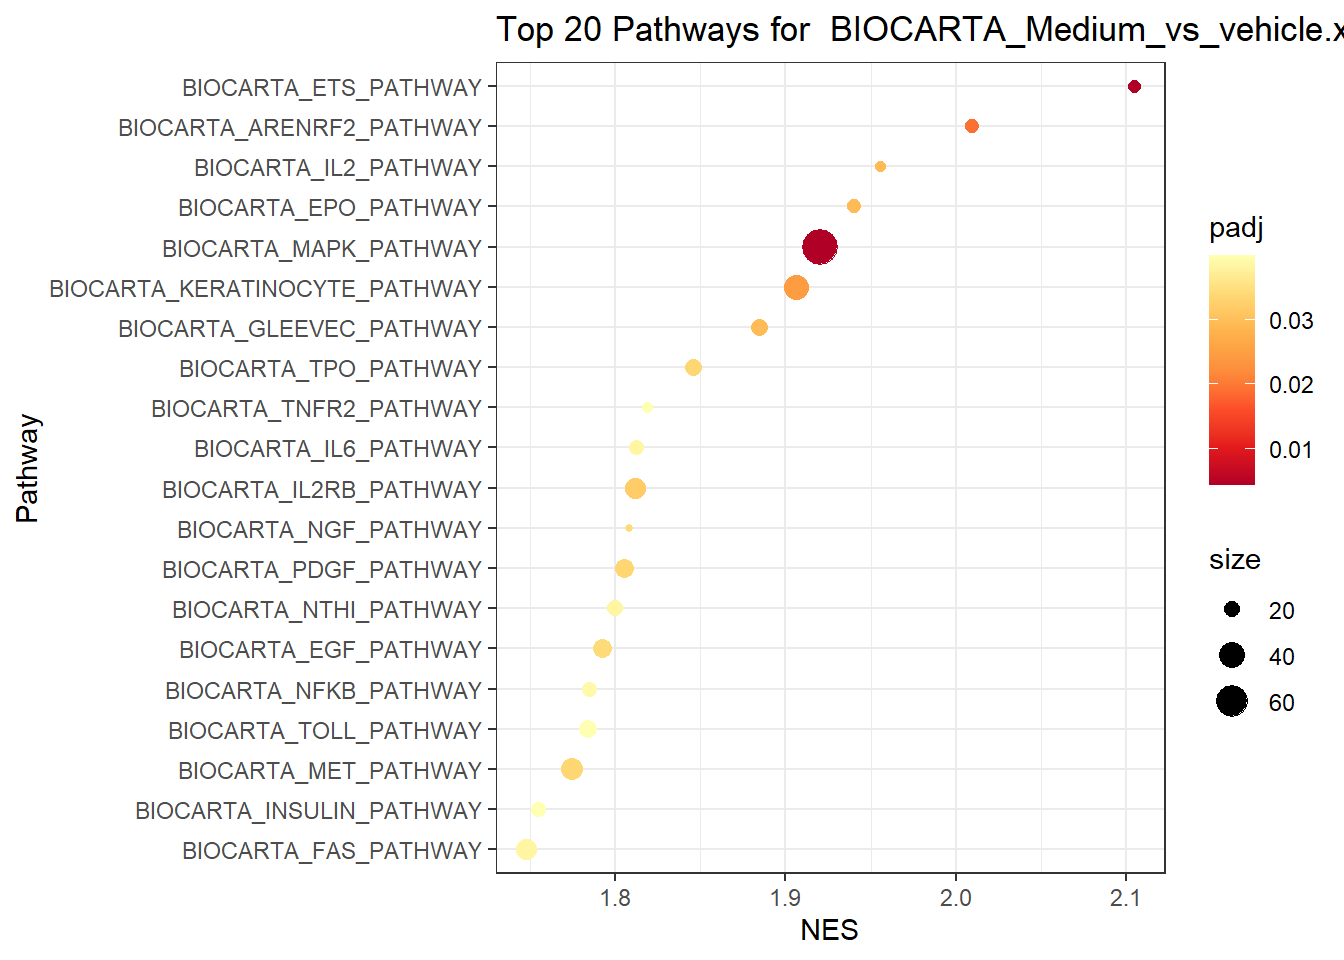 Top 20 Pathways for  BIOCARTA_Medium_vs_vehicle.x
BIOCARTA_ETS_PATHWAY
BIOCARTA_ARENRF2_PATHWAY
BIOCARTA_IL2_PATHWAY
BIOCARTA_EPO_PATHWAY
BIOCARTA_MAPK_PATHWAY
BIOCARTA_KERATINOCYTE_PATHWAY
BIOCARTA_GLEEVEC_PATHWAY
BIOCARTA_TPO_PATHWAY
BIOCARTA_TNFR2_PATHWAY
BIOCARTA_IL6_PATHWAY
BIOCARTA_IL2RB_PATHWAY
BIOCARTA_NGF_PATHWAY
BIOCARTA_PDGF_PATHWAY
BIOCARTA_NTHI_PATHWAY
BIOCARTA_EGF_PATHWAY
BIOCARTA_NFKB_PATHWAY
BIOCARTA_TOLL_PATHWAY
BIOCARTA_MET_PATHWAY
BIOCARTA_INSULIN_PATHWAY
BIOCARTA_FAS_PATHWAY
Pathway
1.8 1.9 2.0 2.1
NES
padj
0.03
0.02
0.01
size
20
40
60